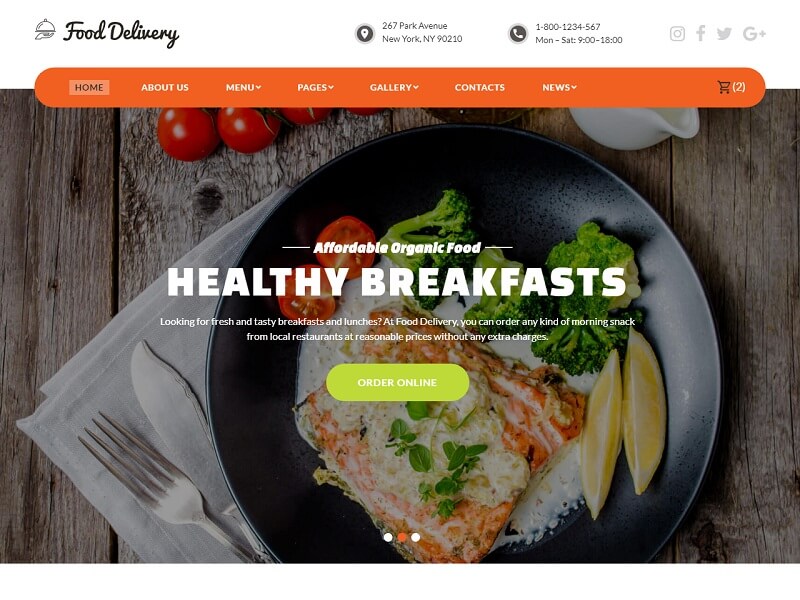 Food Delivery
267 Park Avenue
New York, NY 90210
1-800-1234-567
Mon – Sat: 9:00–18:00
G+
HOME ABOUT US MENU PAGES GALLERY CONTACTS NEWS (2)
Affordable Organic Food
HEALTHY BREAKFASTS
Looking for fresh and tasty breakfasts and lunches? At Food Delivery, you can order any kind of morning snack
from local restaurants at reasonable prices without any extra charges.
ORDER ONLINE